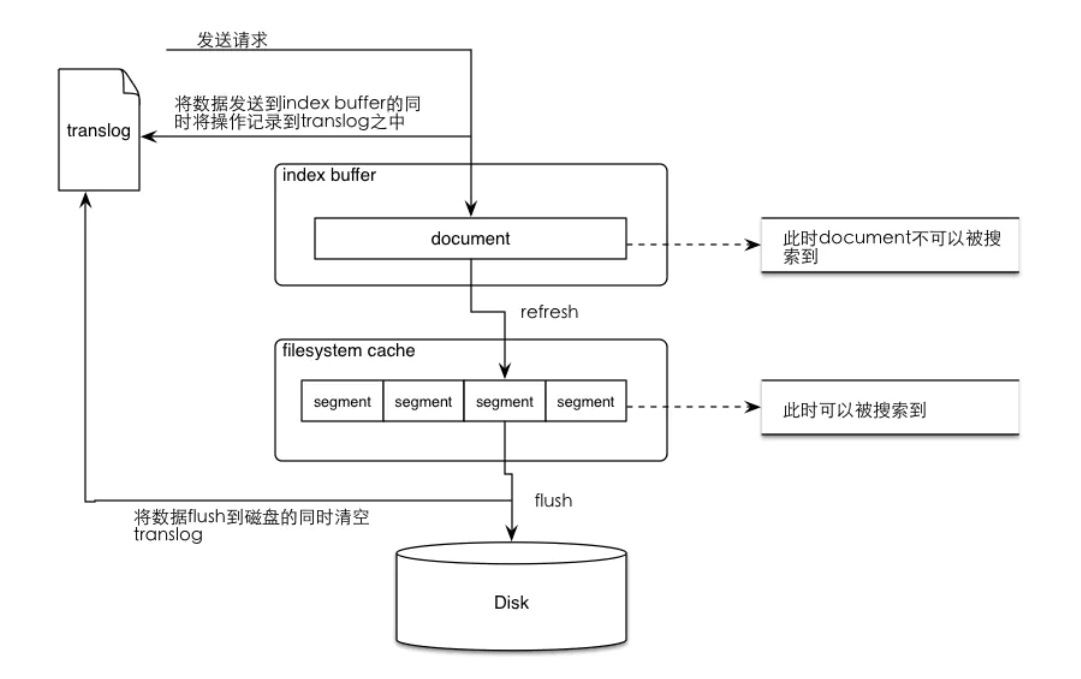 发送请求
将数据发送到index buffer的同
时将操作记录到translog之中
translog
index buffer
document
此时document不可以被搜
索到
refresh
filesystem cache
segment
segment
segment
segment
此时可以被搜索到
flush
将数据flush到磁盘的同时清空
translog
Disk